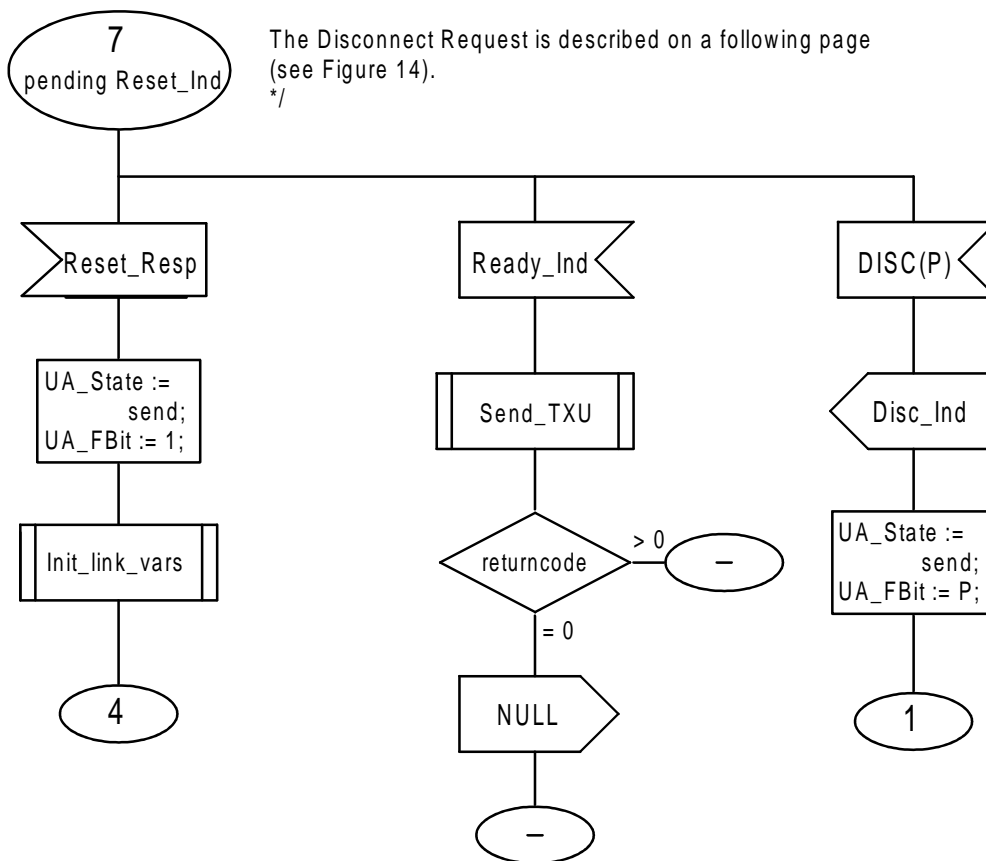 7
pending Reset_Ind
The Disconnect Request is described on a following page
(see Figure 14).
*/
Reset_Resp
UA_State :=
send;
UA_FBit := 1;
Init_link_vars
4
Ready_Ind
Send_TXU
returncode
> 0
–
= 0
NULL
–
DISC(P)
Disc_Ind
UA_State :=
send;
UA_FBit := P;
1